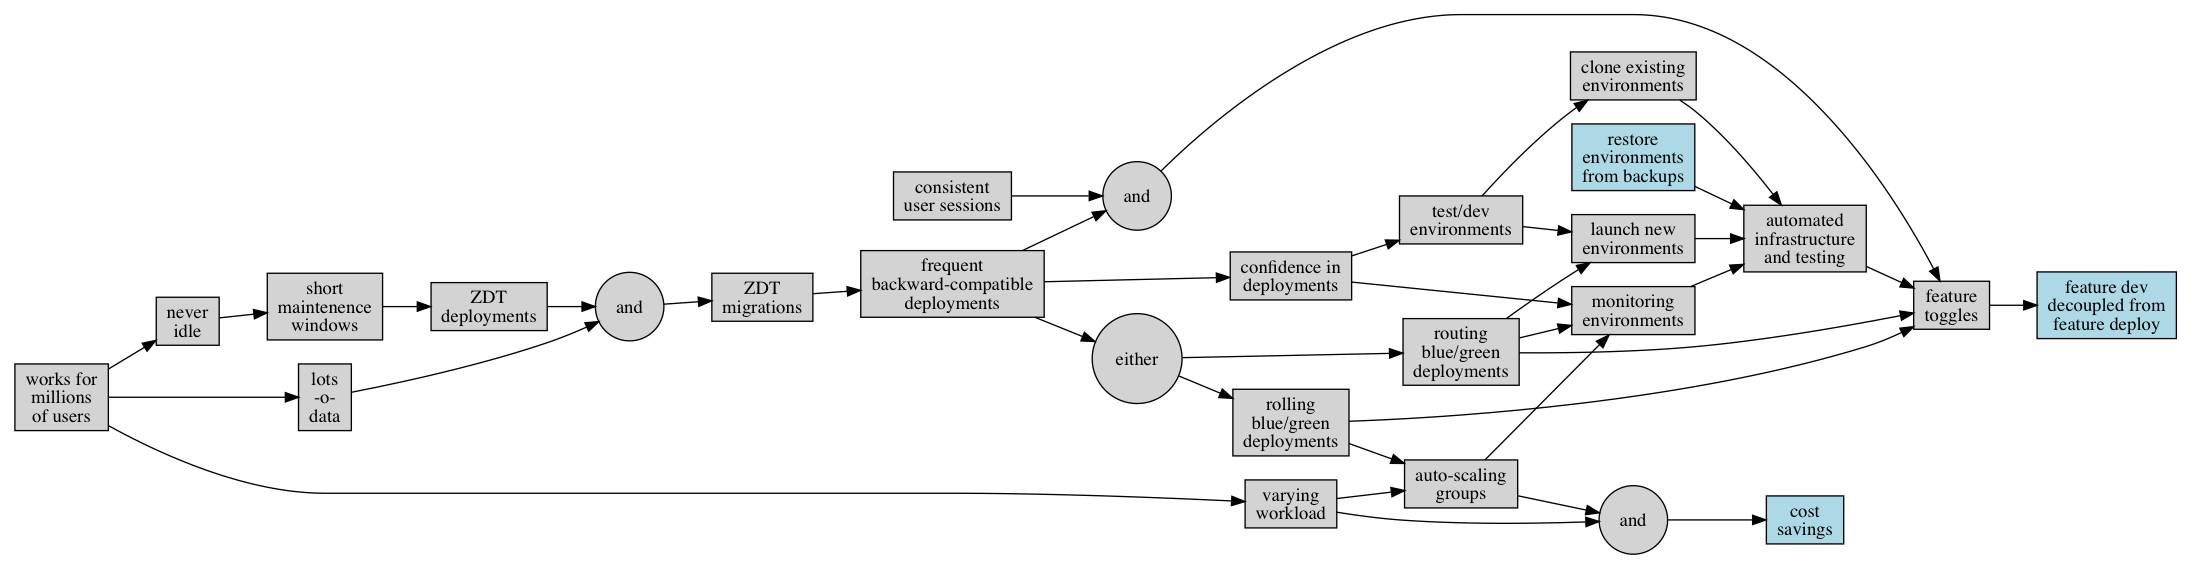 works for
millions
of users
never
idle
lots
-o-
data
short
maintenence
windows
ZDT
deployments
and
ZDT
migrations
consistent
user sessions
frequent
backward-compatible
deployments
and
either
confidence in
deployments
rolling
blue/green
deployments
varying
workload
test/dev
environments
routing
blue/green
deployments
auto-scaling
groups
clone existing
environments
restore
environments
from backups
launch new
environments
monitoring
environments
and
automated
infrastructure
and testing
cost
savings
feature
toggles
feature dev
decoupled from
feature deploy